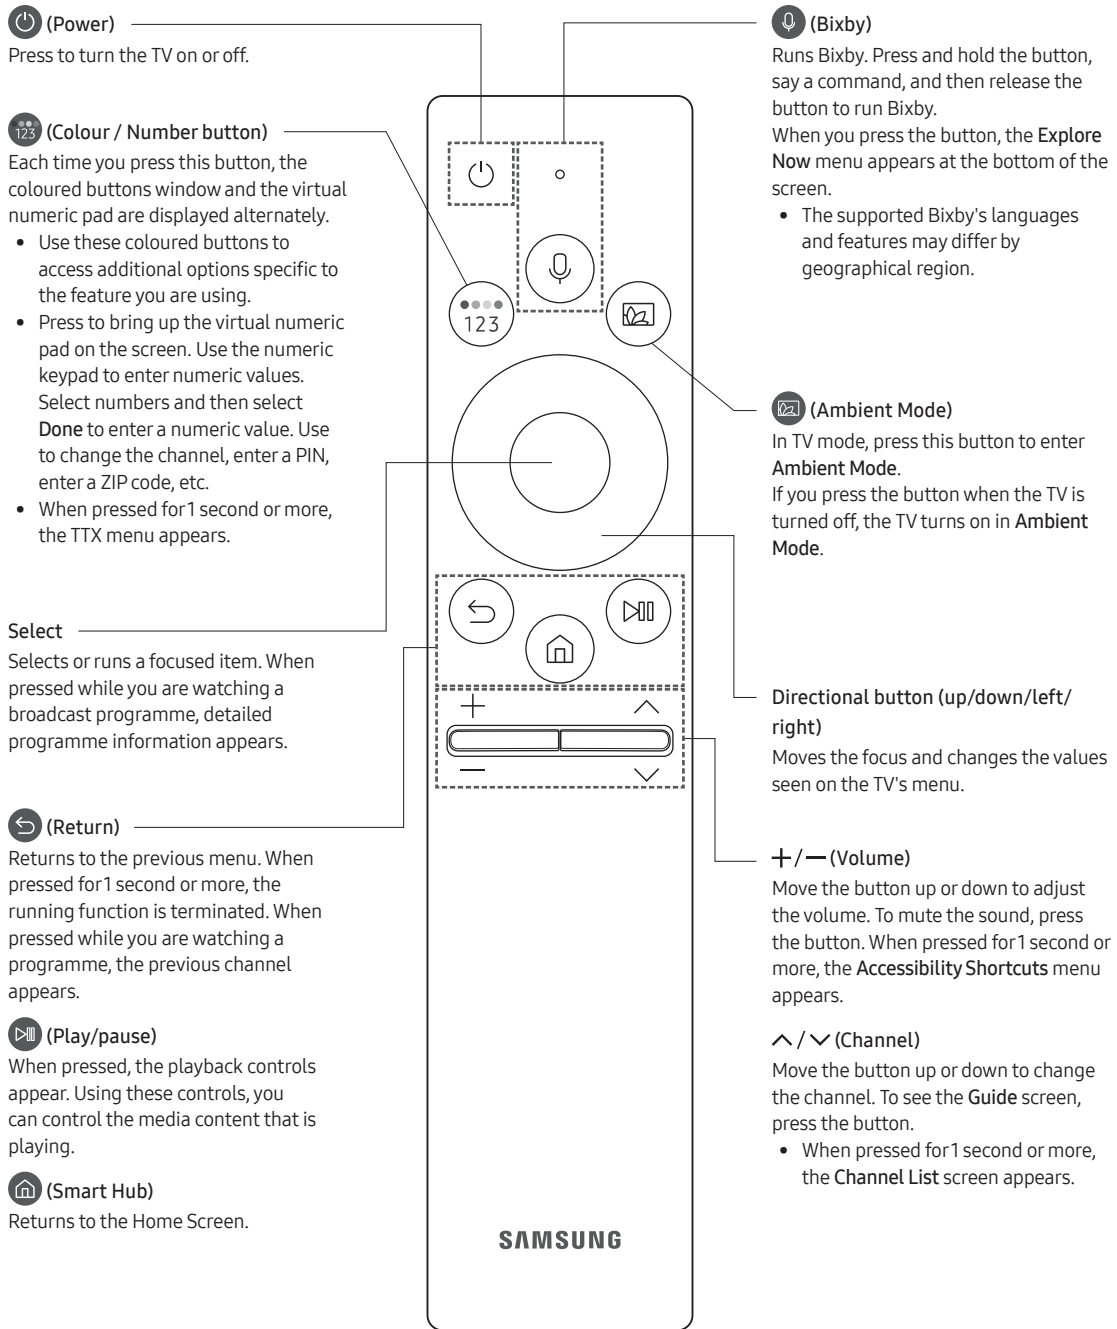 (Power)
Press to turn the TV on or off.
123 (Colour / Number button)
Each time you press this button, the
coloured buttons window and the virtual
numeric pad are displayed alternately.
• Use these coloured buttons to
access additional options specific to
the feature you are using.
• Press to bring up the virtual numeric
pad on the screen. Use the numeric
keypad to enter numeric values.
Select numbers and then select
Done to enter a numeric value. Use
to change the channel, enter a PIN,
enter a ZIP code, etc.
• When pressed for 1 second or more,
the TTX menu appears.
Select
Selects or runs a focused item. When
pressed while you are watching a
broadcast programme, detailed
programme information appears.
(Return)
Returns to the previous menu. When
pressed for 1 second or more, the
running function is terminated. When
pressed while you are watching a
programme, the previous channel
appears.
(Play/pause)
When pressed, the playback controls
appear. Using these controls, you
can control the media content that is
playing.
(Smart Hub)
Returns to the Home Screen.
123
SAMSUNG
(Bixby)
Runs Bixby. Press and hold the button,
say a command, and then release the
button to run Bixby.
When you press the button, the Explore
Now menu appears at the bottom of the
screen.
• The supported Bixby's languages
and features may differ by
geographical region.
(Ambient Mode)
In TV mode, press this button to enter
Ambient Mode.
If you press the button when the TV is
turned off, the TV turns on in Ambient
Mode.
Directional button (up/down/left/
right)
Moves the focus and changes the values
seen on the TV's menu.
+/— (Volume)
Move the button up or down to adjust
the volume. To mute the sound, press
the button. When pressed for 1 second or
more, the Accessibility Shortcuts menu
appears.
/ (Channel)
Move the button up or down to change
the channel. To see the Guide screen,
press the button.
• When pressed for 1 second or more,
the Channel List screen appears.